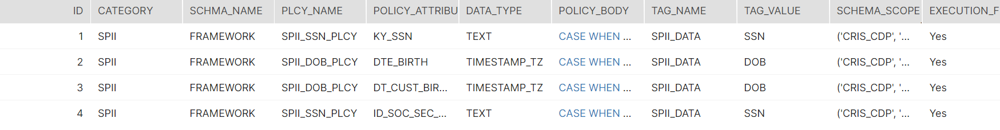 ID CATEGORY SCHMA_NAME PLCY_NAME POLICY_ATTRIBU DATA_TYPE POLICY_BODY TAG_NAME TAG_VALUE SCHEMA_SCOPE EXECUTION_F
1 SPII FRAMEWORK SPII_SSN_PLCY KY_SSN TEXT CASE WHEN ... SPII_DATA SSN ('CRIS_CDP', '... Yes
2 SPII FRAMEWORK SPII_DOB_PLCY DTE_BIRTH TIMESTAMP_TZ CASE WHEN ... SPII_DATA DOB ('CRIS_CDP', '... Yes
3 SPII FRAMEWORK SPII_DOB_PLCY DT_CUST_BIR... TIMESTAMP_TZ CASE WHEN ... SPII_DATA DOB ('CRIS_CDP', '... Yes
4 SPII FRAMEWORK SPII_SSN_PLCY ID_SOC_SEC_... TEXT CASE WHEN ... SPII_DATA SSN ('CRIS_CDP', '... Yes